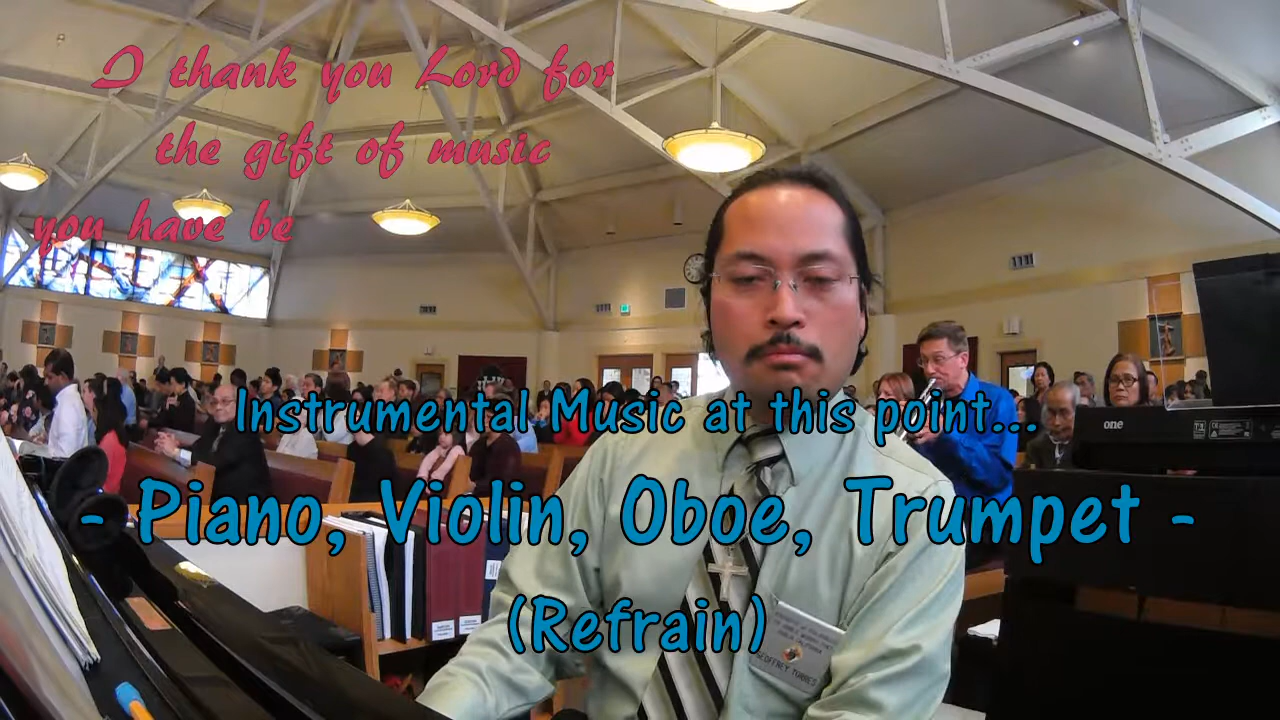 I thank you Lord for
the gift of music
you have be
Instrumental Music at this point...
- Piano, Violin, Oboe, Trumpet -
(Refrain)
one
GEOFFREY TORRES